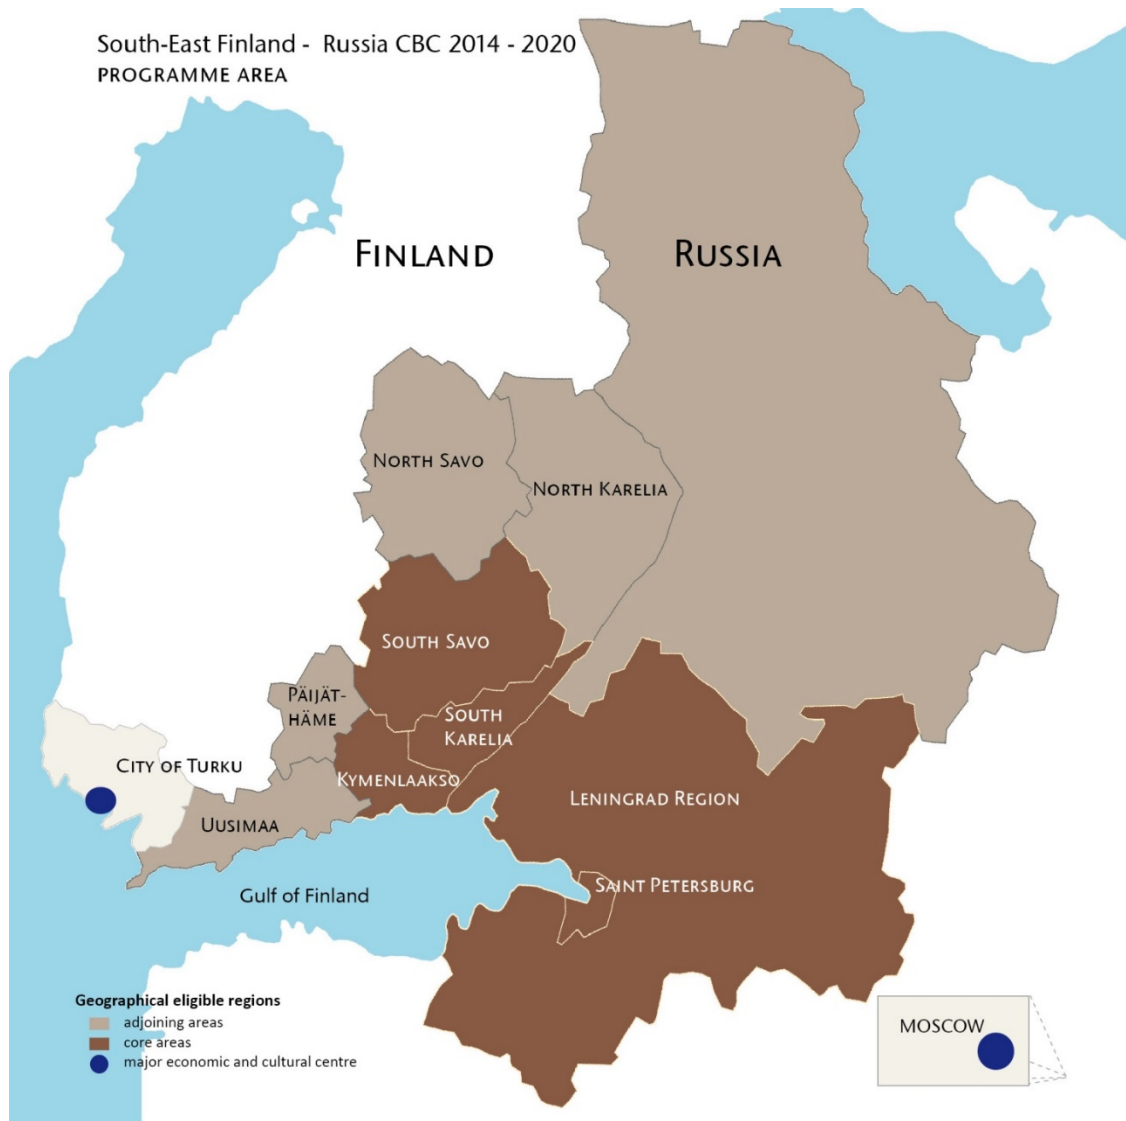 South-East Finland - Russia CBC 2014 - 2020
PROGRAMME AREA
FINLAND
RUSSIA
NORTH SAVO
NORTH KARELIA
SOUTH SAVO
PÄIJÄT-
HÄME
SOUTH
KARELIA
CITY OF TURKU
KYMENLAAKSO
LENINGRAD REGION
UUSIMAA
SAINT PETERSBURG
Gulf of Finland
Geographical eligible regions
adjoining areas
core areas
major economic and cultural centre
MOSCOW